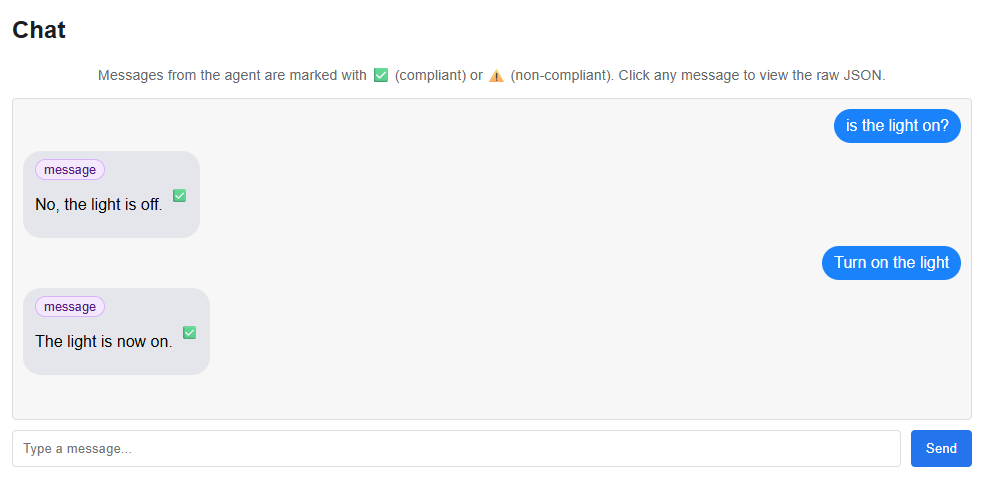 Chat
Messages from the agent are marked with ✅ (compliant) or ⚠️ (non-compliant). Click any message to view the raw JSON.
is the light on?
message
No, the light is off. ✅
Turn on the light
message
The light is now on. ✅
Type a message...
Send